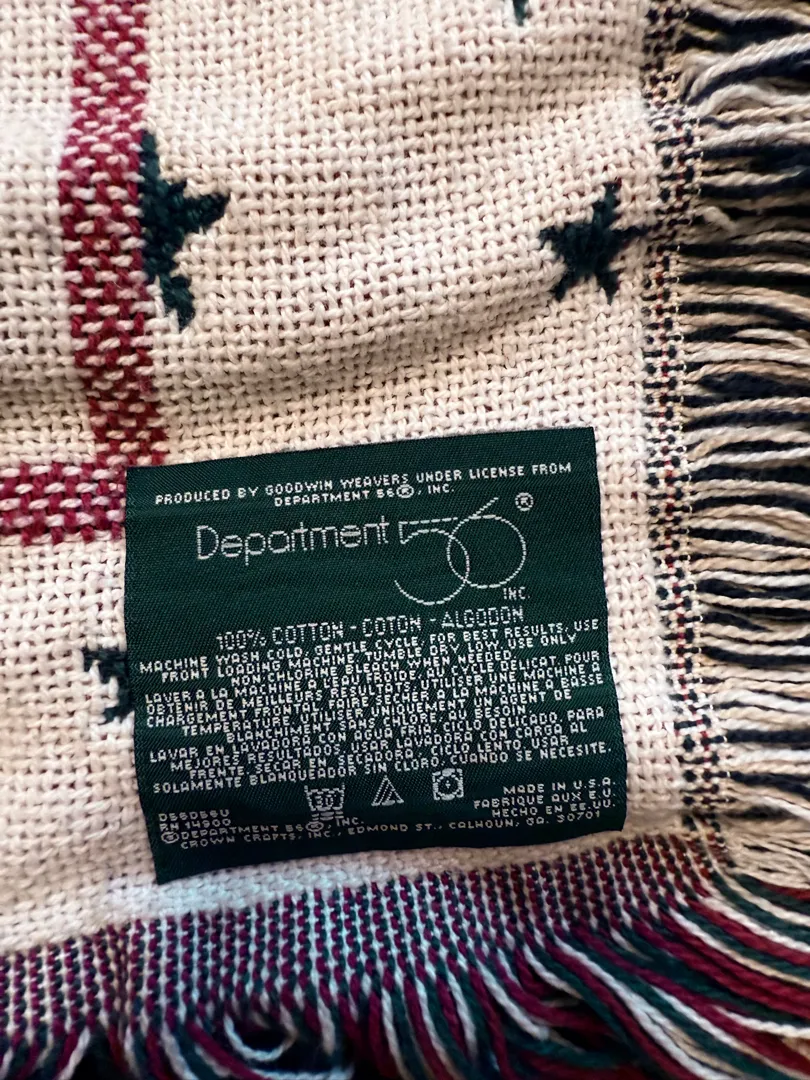 PRODUCED BY GOODWIN WEAVERS UNDER LICENSE FROM
DEPARTMENT 56®, INC.
Department 56®
INC
100% COTTON - COTON - ALGODON
MACHINE WASH COLD, GENTLE CYCLE, FOR BEST RESULTS, USE
FRONT LOADING MACHINE, TUMBLE DRY LOW, USE ONLY
NON-CHLORINE BLEACH WHEN NEEDED.
LAVER A LA MACHINE A L'EAU FROIDE, AU CYCLE DELICAT. POUR
OBTENIR DE MEILLEURS RESULTATS, UTILISER UNE MACHINE A
CHARGEMENT FRONTAL. FAIRE SECHER A LA MACHINE A BASSE
TEMPERATURE. UTILISER UNIQUEMENT UN AGENT DE
BLANCHIMENT SANS CHLORE, AU BESOIN.
LAVAR EN LAVADORA CON AGUA FRIA, CICLO DELICADO. PARA
MEJORES RESULTADOS, USAR LAVADORA CON CARGA AL
FRENTE. SECAR EN SECADORA, CICLO LENTO. USAR
SOLAMENTE BLANQUEADOR SIN CLORO, CUANDO SE NECESITE.
MADE IN U.S.A.
FABRIQUE AUX E.U.
HECHO EN EE.UU.
D56D56U
RN 14900
©DEPARTMENT 56®, INC.
CROWN CRAFTS, INC., EDMOND ST., CALHOUN, GA. 30701